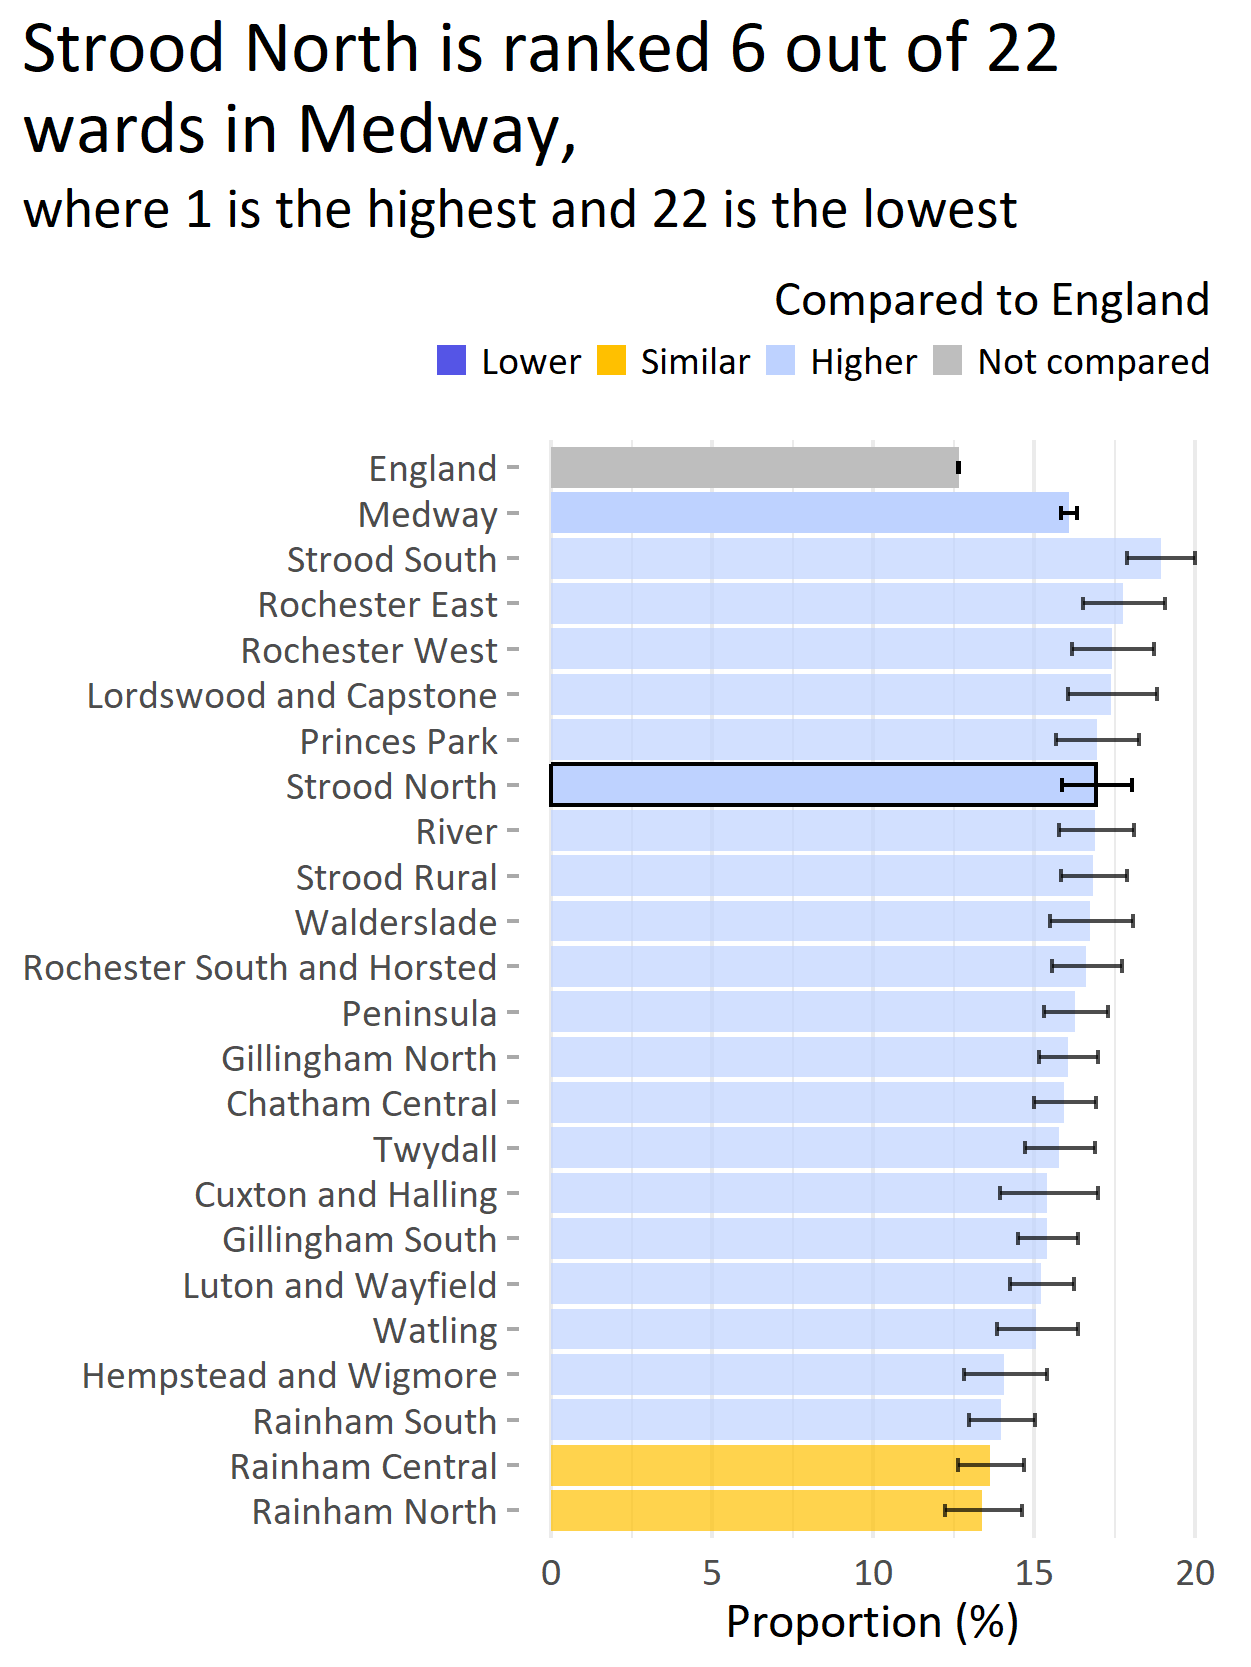 Strood North is ranked 6 out of 22
wards in Medway,
where 1 is the highest and 22 is the lowest
Compared to England
Lower Similar Higher Not compared
England
Medway
Strood South
Rochester East
Rochester West
Lordswood and Capstone
Princes Park
Strood North
River
Strood Rural
Walderslade
Rochester South and Horsted
Peninsula
Gillingham North
Chatham Central
Twydall
Cuxton and Halling
Gillingham South
Luton and Wayfield
Watling
Hempstead and Wigmore
Rainham South
Rainham Central
Rainham North
0 5 10 15 20
Proportion (%)